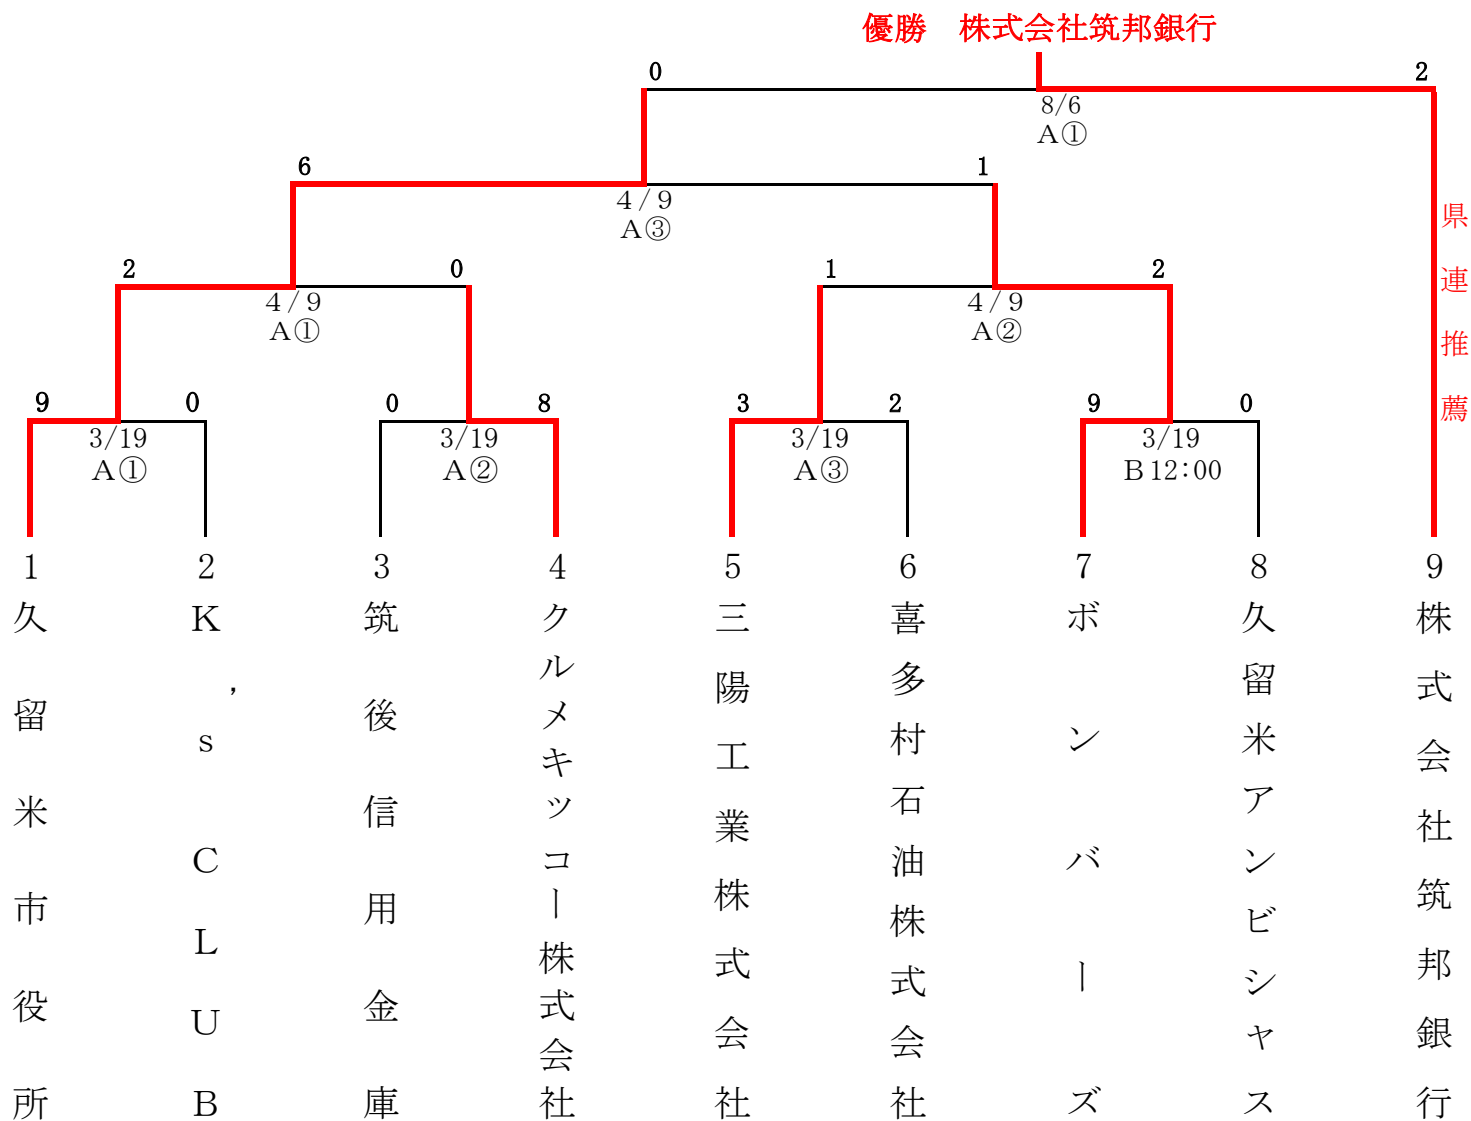 優勝　株式会社筑邦銀行
0
2
8/6
A①
6
1
4/9
A③
県連推薦
2
0
1
2
4/9
A①
4/9
A②
9
0
0
8
3
2
9
0
3/19
A①
3/19
A②
3/19
A③
3/19
B12:00
1
2
3
4
5
6
7
8
9
久留米市役所
K's CLUB
筑後信用金庫
クルメキッコー株式会社
三陽工業株式会社
喜多村石油株式会社
ボンバーズ
久留米アンビシャス
株式会社筑邦銀行